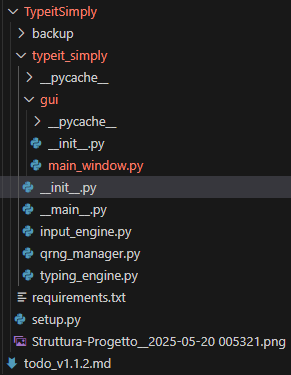 TypeitSimply
backup
typeit_simply
__pycache__
gui
__pycache__
__init__.py
main_window.py
__init__.py
__main__.py
input_engine.py
qrng_manager.py
typing_engine.py
requirements.txt
setup.py
Struttura-Progetto__2025-05-20 005321.png
todo_v1.1.2.md